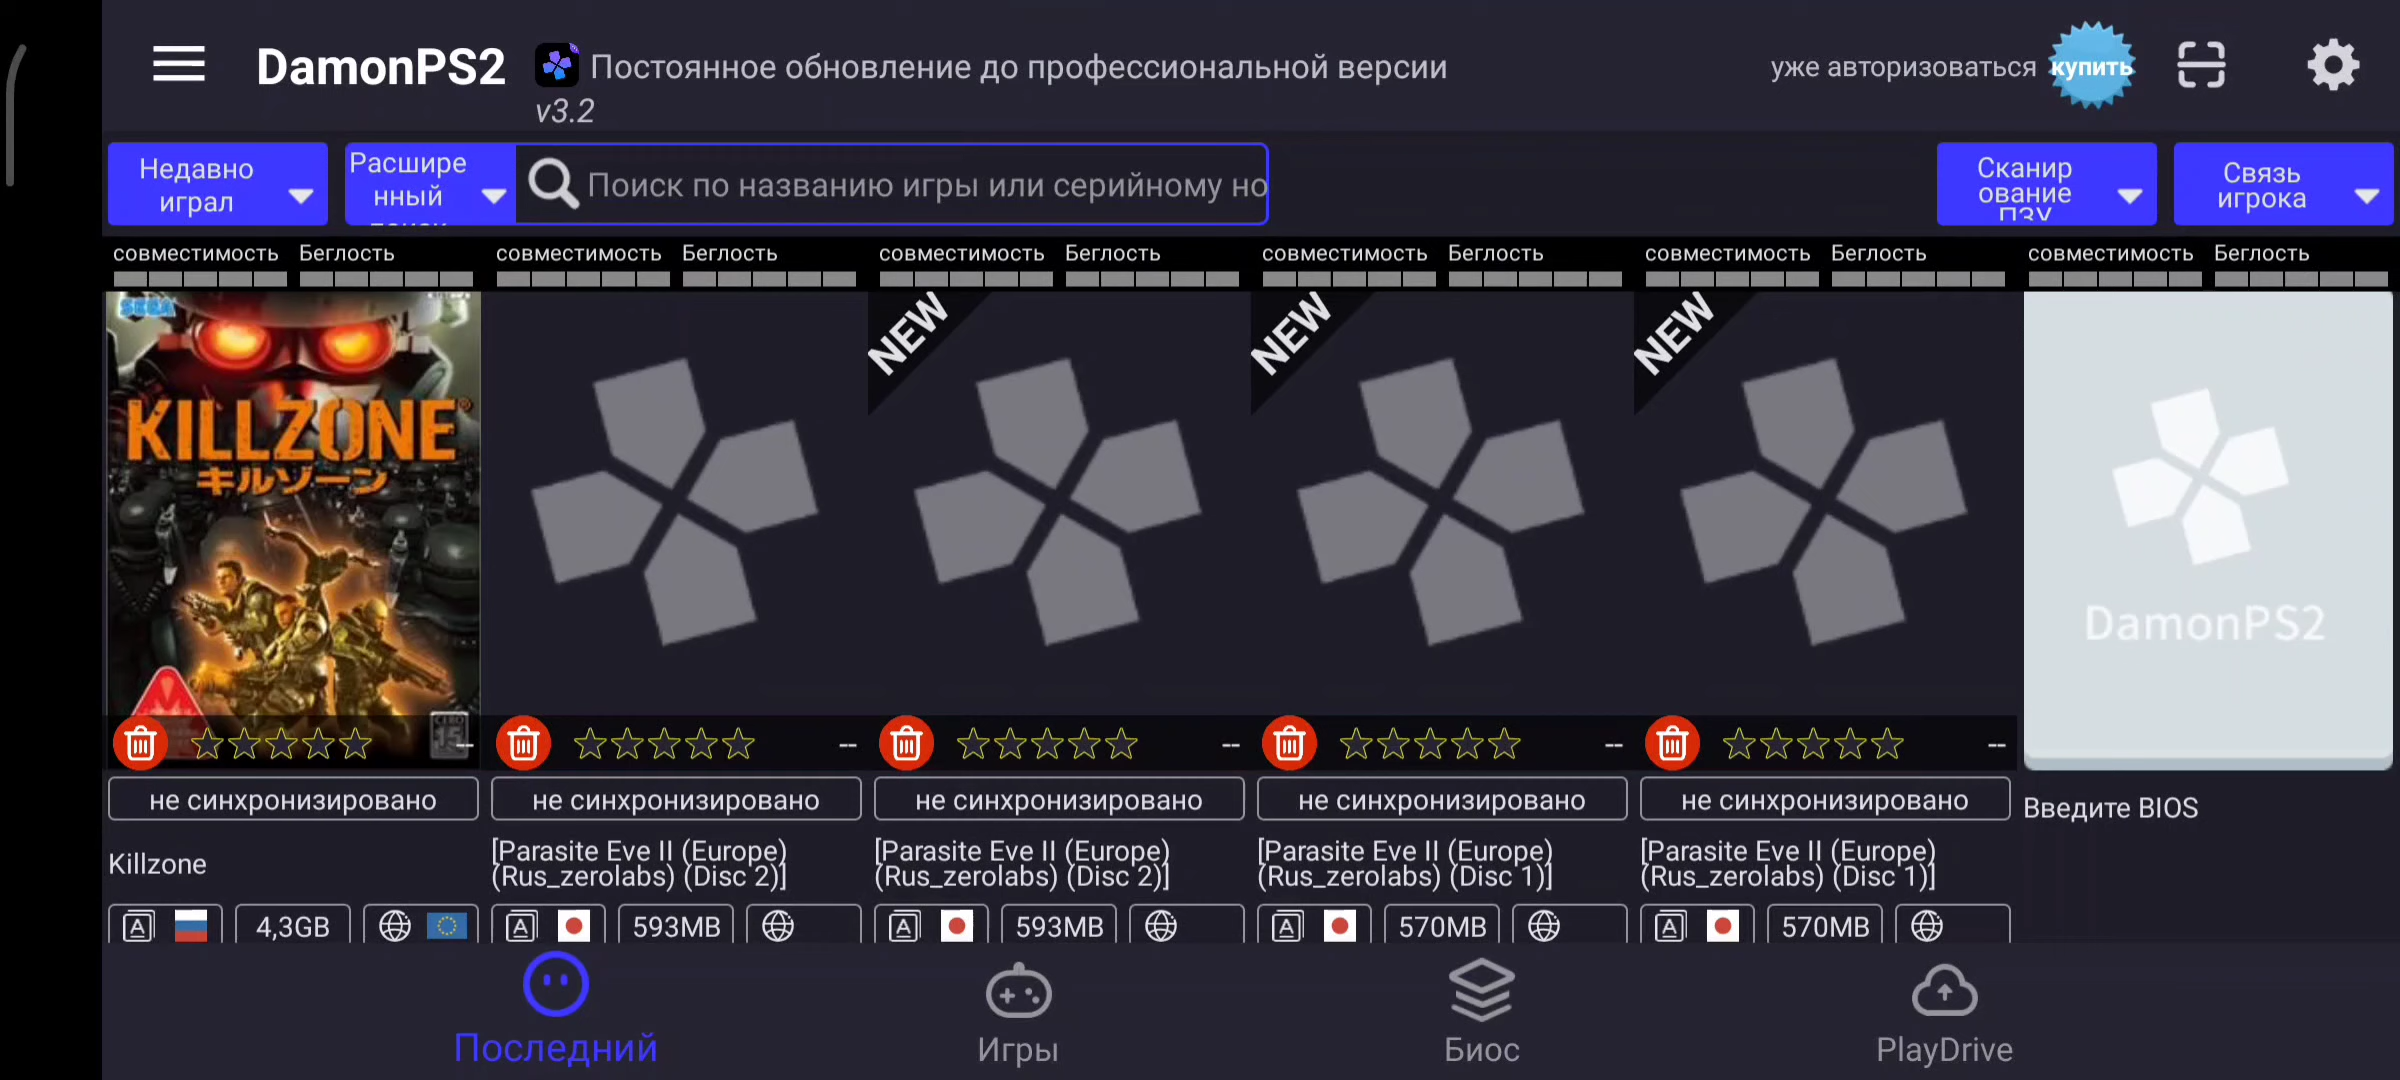 DamonPS2
Постоянное обновление до профессиональной версии
v3.2
уже авторизоваться
купить
Недавно
играл
Расшире
нный
Поиск по названию игры или серийному но
Сканир
ование
ПЗУ
Связь
игрока
совместимость Беглость
совместимость Беглость
совместимость Беглость
совместимость Беглость
совместимость Беглость
совместимость Беглость
SEGA
KILLZONE®
キルゾーン
CERO
15
NEW
NEW
NEW
DamonPS2
--
--
--
--
--
не синхронизировано
не синхронизировано
не синхронизировано
не синхронизировано
не синхронизировано
Введите BIOS
Killzone
[Parasite Eve II (Europe)
(Rus_zerolabs) (Disc 2)]
[Parasite Eve II (Europe)
(Rus_zerolabs) (Disc 2)]
[Parasite Eve II (Europe)
(Rus_zerolabs) (Disc 1)]
[Parasite Eve II (Europe)
(Rus_zerolabs) (Disc 1)]
A 4,3GB
A 593MB
A 593MB
A 570MB
A 570MB
Последний
Игры
Биос
PlayDrive